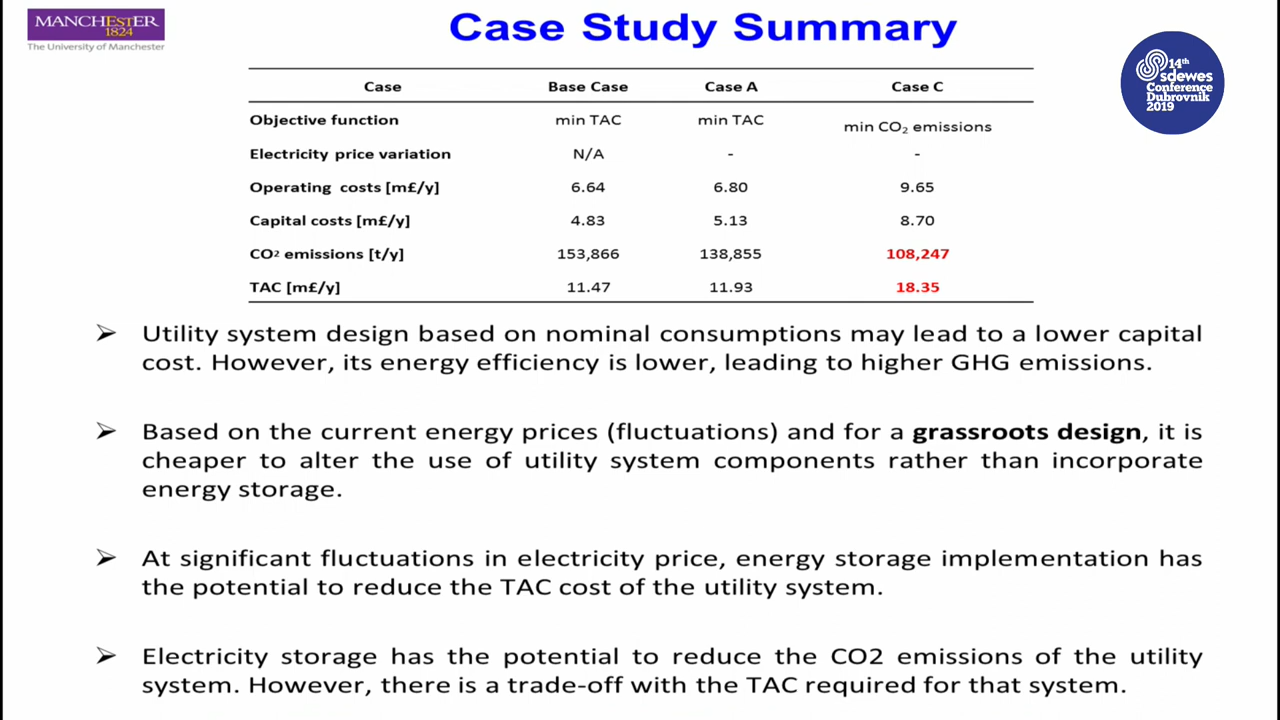 MANCHESTER
1824
The University of Manchester
Case Study Summary
14th
sdewes
Conference
Dubrovnik
2019
Case Base Case Case A Case C
Objective function min TAC min TAC min CO₂ emissions
Electricity price variation N/A - -
Operating costs [m£/y] 6.64 6.80 9.65
Capital costs [m£/y] 4.83 5.13 8.70
CO² emissions [t/y] 153,866 138,855 108,247
TAC [m£/y] 11.47 11.93 18.35
➢ Utility system design based on nominal consumptions may lead to a lower capital
cost. However, its energy efficiency is lower, leading to higher GHG emissions.
➢ Based on the current energy prices (fluctuations) and for a grassroots design, it is
cheaper to alter the use of utility system components rather than incorporate
energy storage.
➢ At significant fluctuations in electricity price, energy storage implementation has
the potential to reduce the TAC cost of the utility system.
➢ Electricity storage has the potential to reduce the CO2 emissions of the utility
system. However, there is a trade-off with the TAC required for that system.